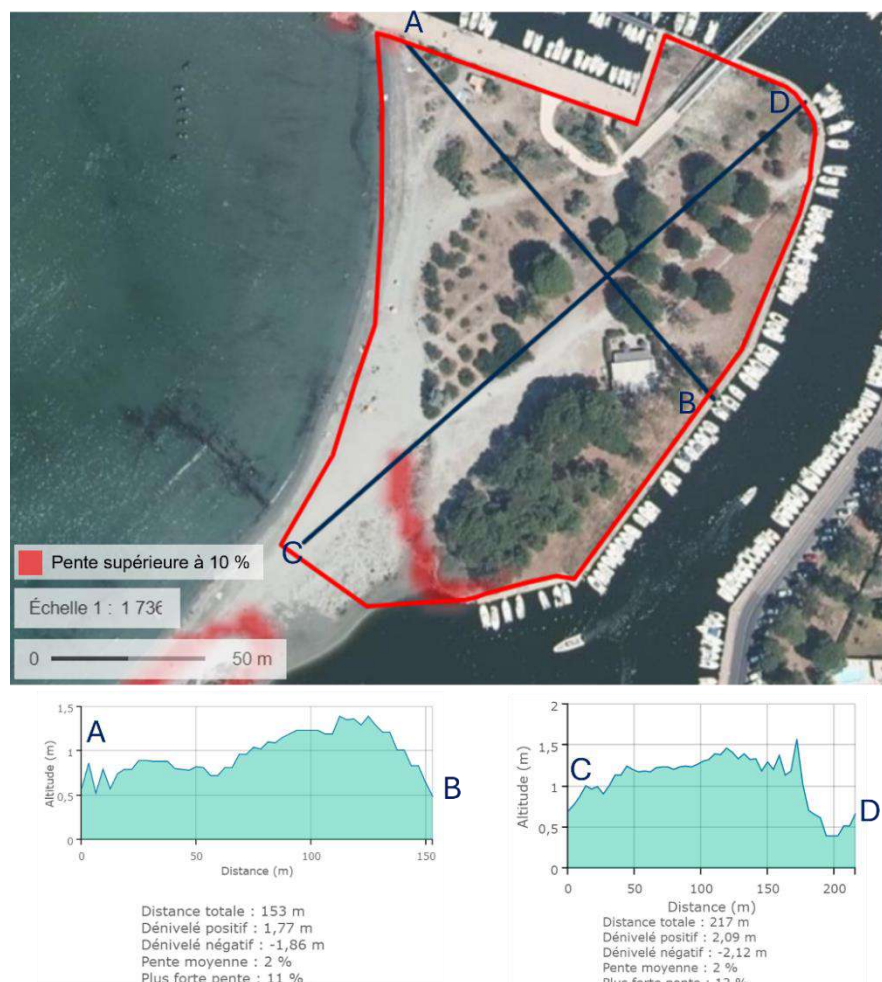 A
D
B
C
Pente supérieure à 10 %
Échelle 1 : 1 736
0 50 m
1,5
1
0,5
0
Altitude (m)
A
B
0 50 100 150
Distance (m)
Distance totale : 153 m
Dénivelé positif : 1,77 m
Dénivelé négatif : -1,86 m
Pente moyenne : 2 %
Plus forte pente : 11 %
2
1,5
1
0,5
0
Altitude (m)
C
D
0 50 100 150 200
Distance (m)
Distance totale : 217 m
Dénivelé positif : 2,09 m
Dénivelé négatif : -2,12 m
Pente moyenne : 2 %
Plus forte pente :